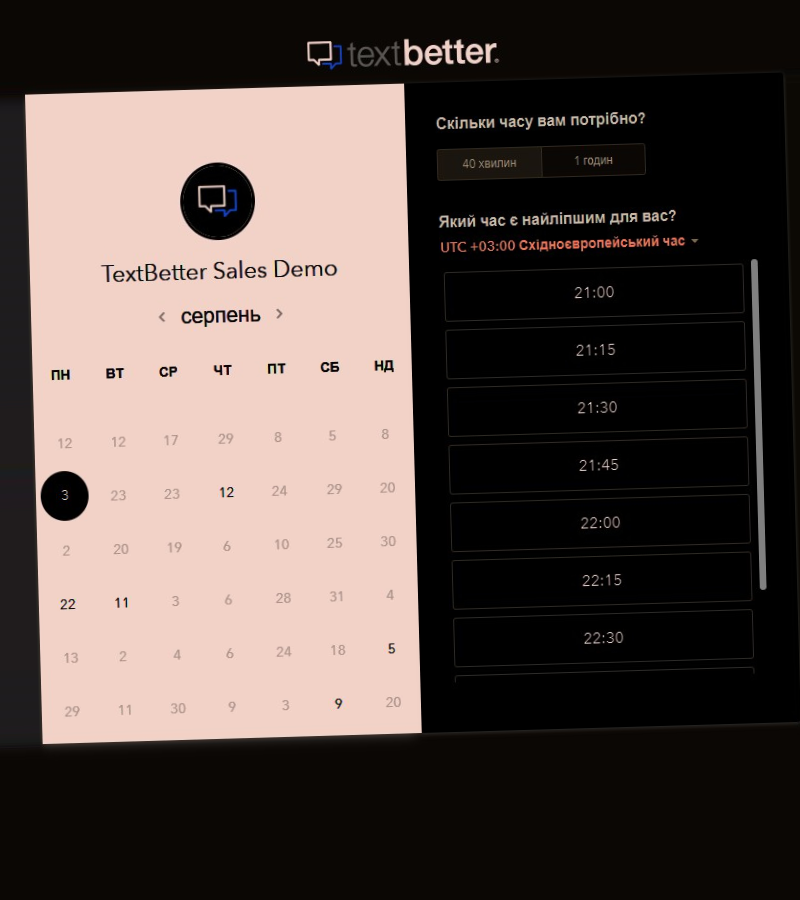 textbetter.
TextBetter Sales Demo
серпень
ПН ВТ СР ЧТ ПТ СБ НД
12 12 17 29 8 5 8
3 23 23 12 24 29 20
2 20 19 6 10 25 30
22 11 3 6 28 31 4
13 2 4 6 24 18 5
29 11 30 9 3 9 20
Скільки часу вам потрібно?
40 хвилин 1 годин
Який час є найліпшим для вас?
UTC +03:00 Східноєвропейський час
21:00
21:15
21:30
21:45
22:00
22:15
22:30